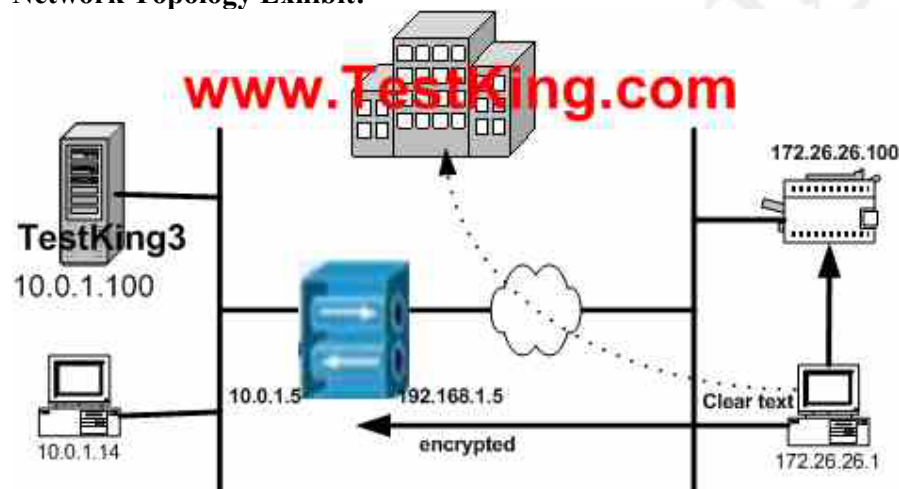 Network Topology Exhibit:
www.TestKing.com
172.26.26.100
TestKing3
10.0.1.100
10.0.1.5
192.168.1.5
Clear text
encrypted
10.0.1.14
172.26.26.1